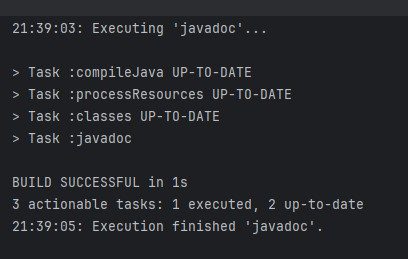 21:39:03: Executing 'javadoc'...
> Task :compileJava UP-TO-DATE
> Task :processResources UP-TO-DATE
> Task :classes UP-TO-DATE
> Task :javadoc
BUILD SUCCESSFUL in 1s
3 actionable tasks: 1 executed, 2 up-to-date
21:39:05: Execution finished 'javadoc'.